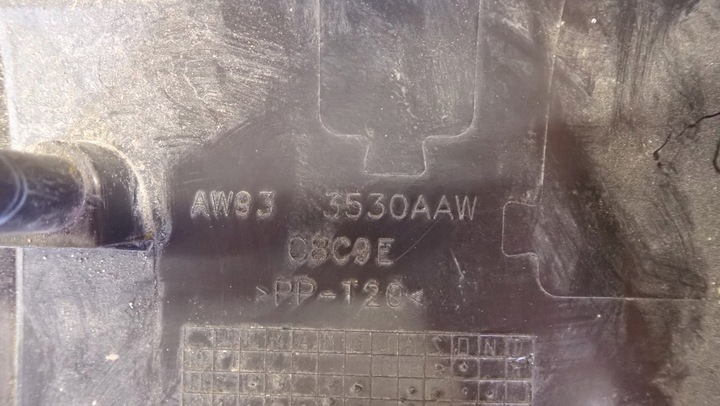 AW93 3530AAW
C8C9E
>PP-T20<
J F M A M J J A S O N D